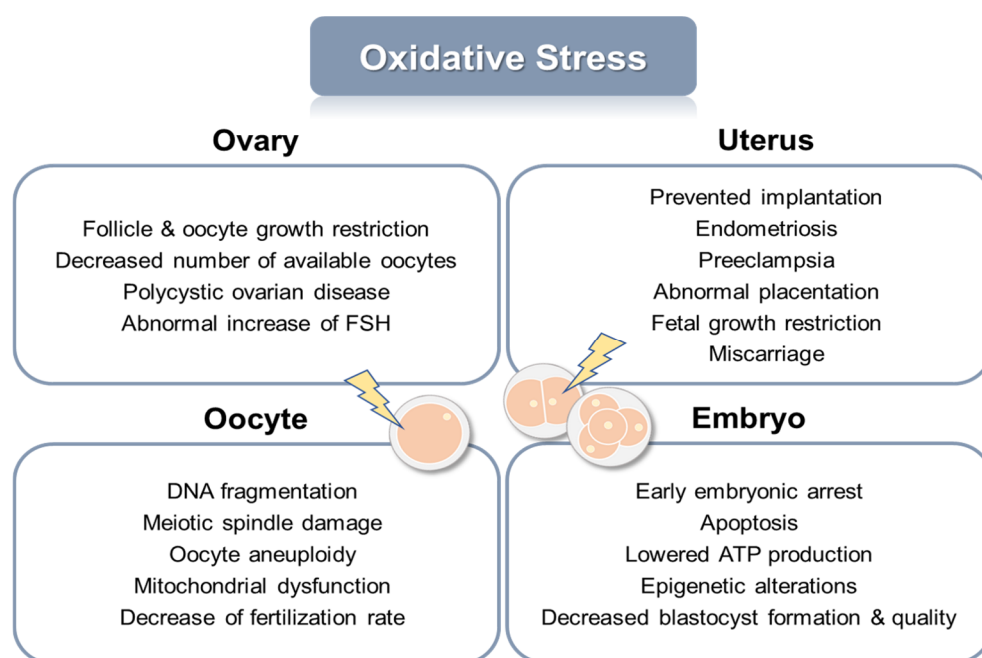 Oxidative Stress
Ovary
Follicle & oocyte growth restriction
Decreased number of available oocytes
Polycystic ovarian disease
Abnormal increase of FSH
Uterus
Prevented implantation
Endometriosis
Preeclampsia
Abnormal placentation
Fetal growth restriction
Miscarriage
Oocyte
DNA fragmentation
Meiotic spindle damage
Oocyte aneuploidy
Mitochondrial dysfunction
Decrease of fertilization rate
Embryo
Early embryonic arrest
Apoptosis
Lowered ATP production
Epigenetic alterations
Decreased blastocyst formation & quality